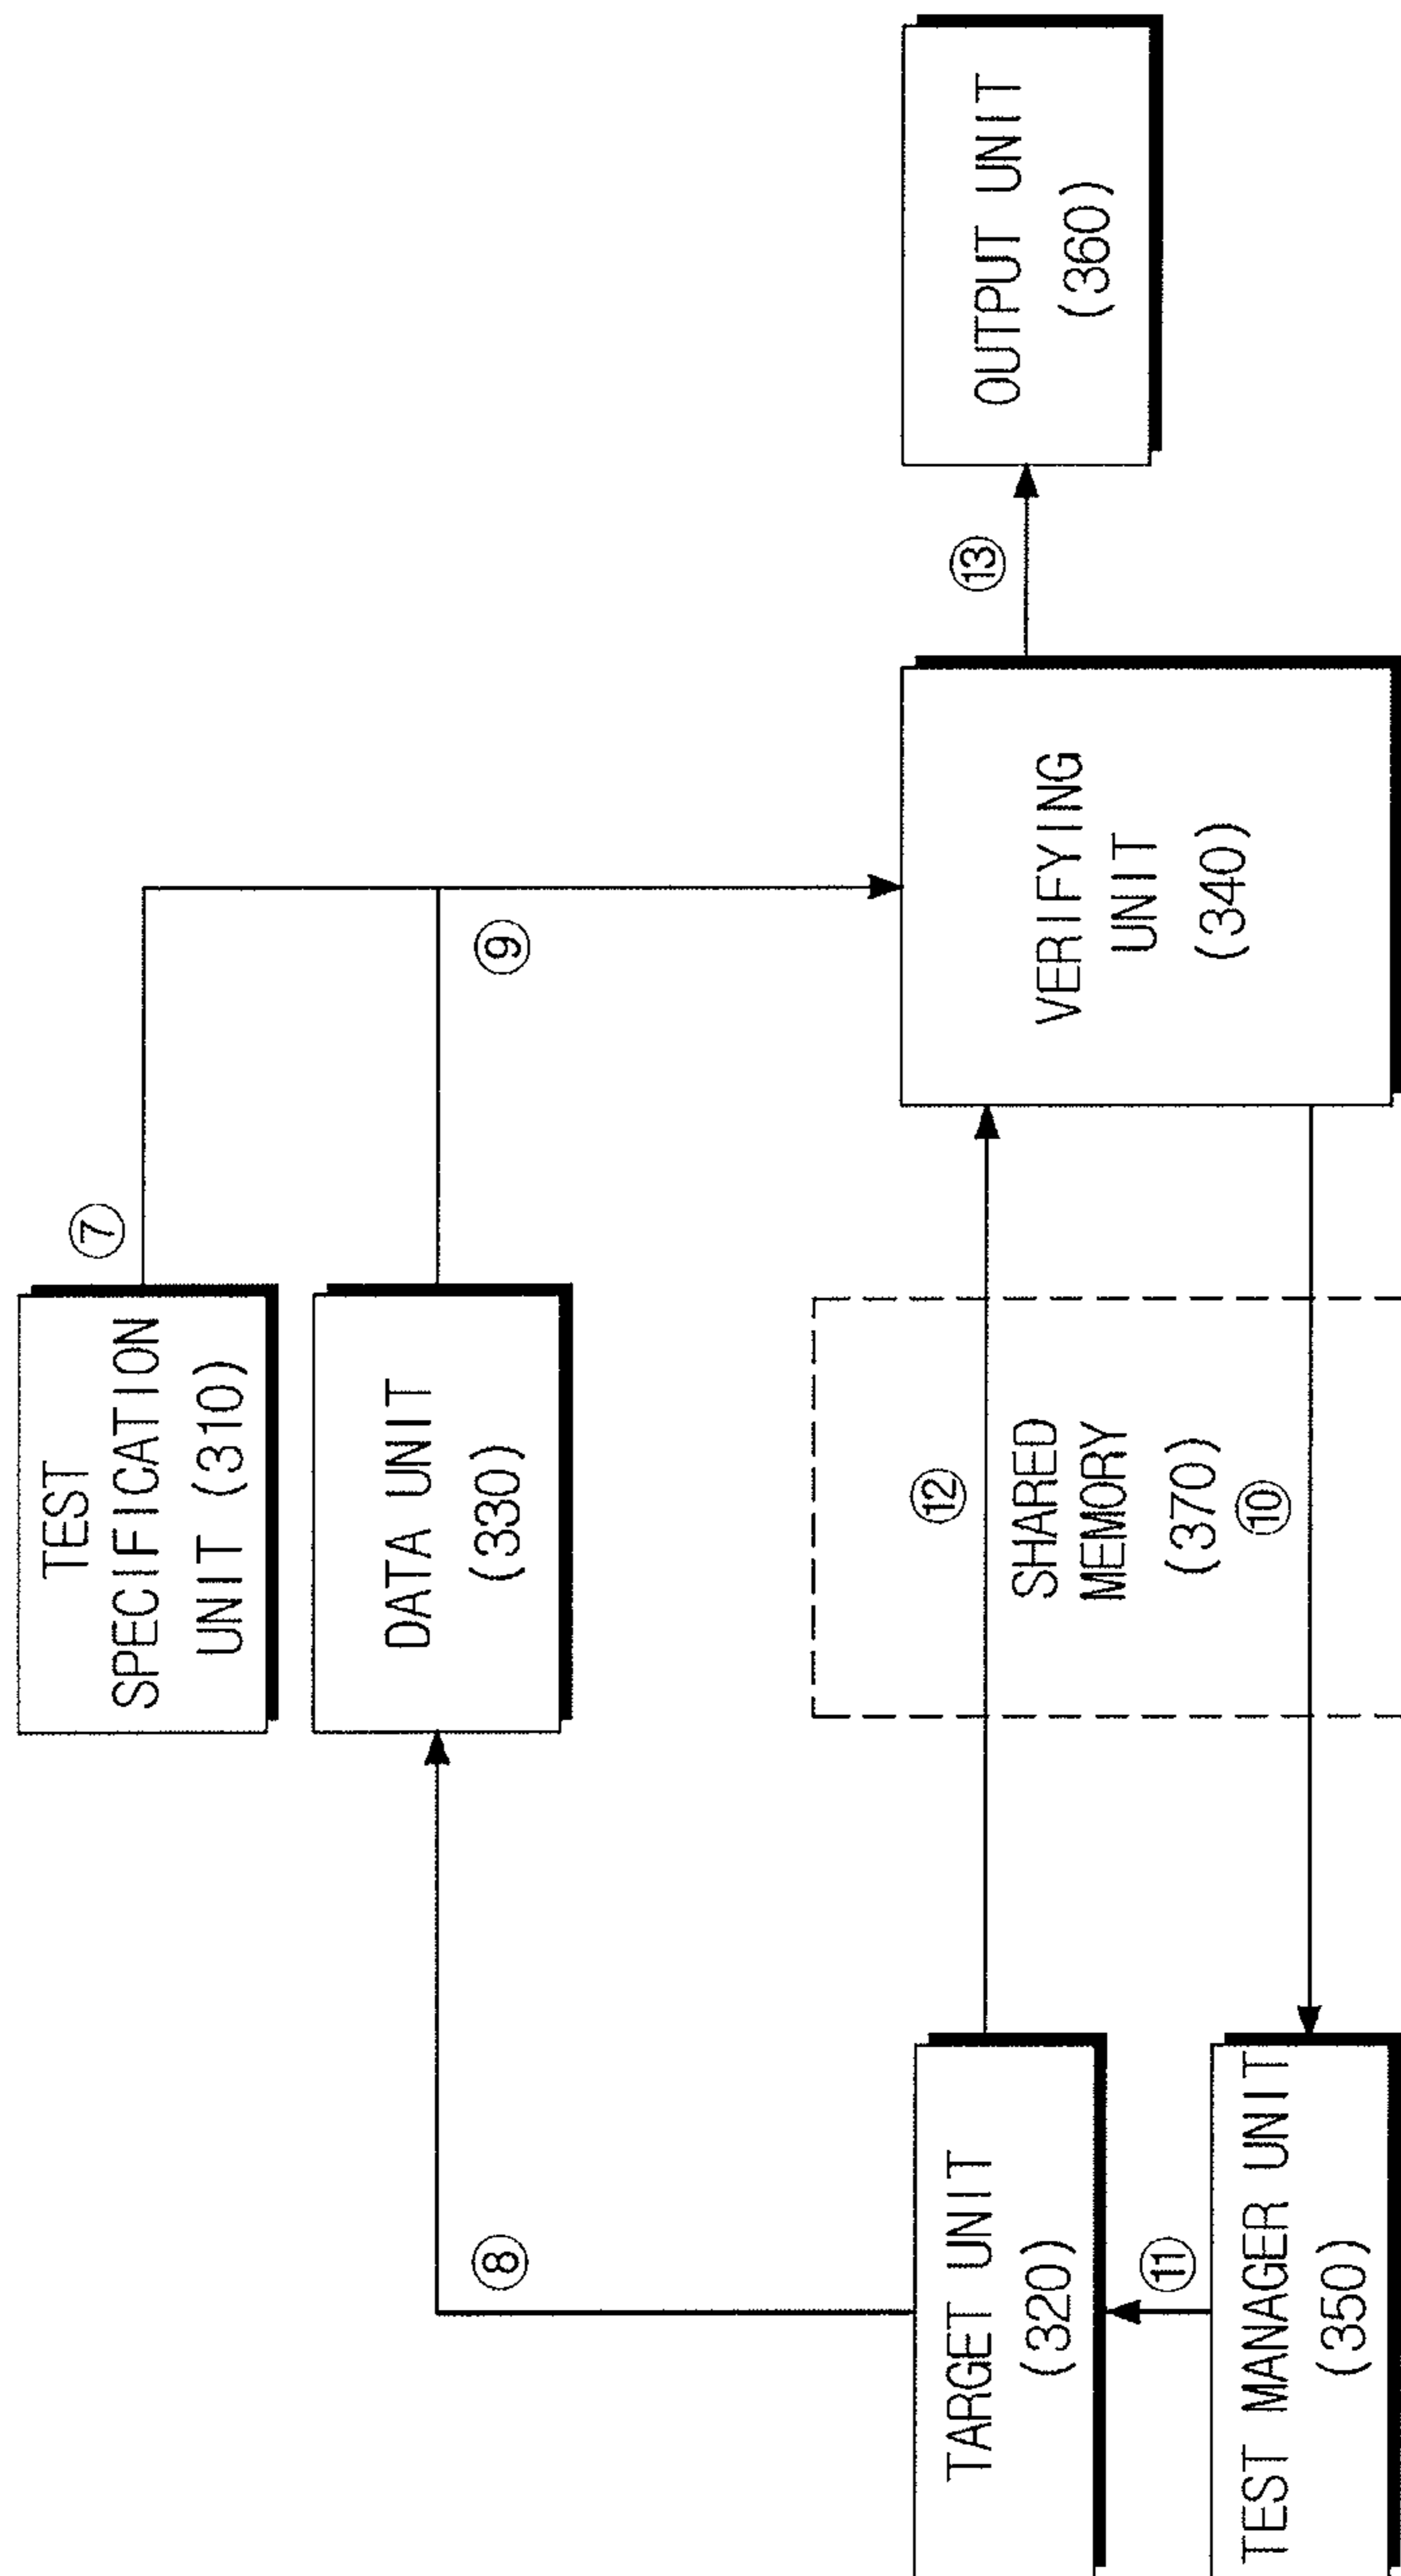 TEST
SPECIFICATION
UNIT (310)
⑦
DATA UNIT
(330)
⑧
⑨
TARGET UNIT
(320)
⑪
TEST MANAGER UNIT
(350)
⑫
SHARED
MEMORY
(370)
⑩
VERIFYING
UNIT
(340)
⑬
OUTPUT UNIT
(360)